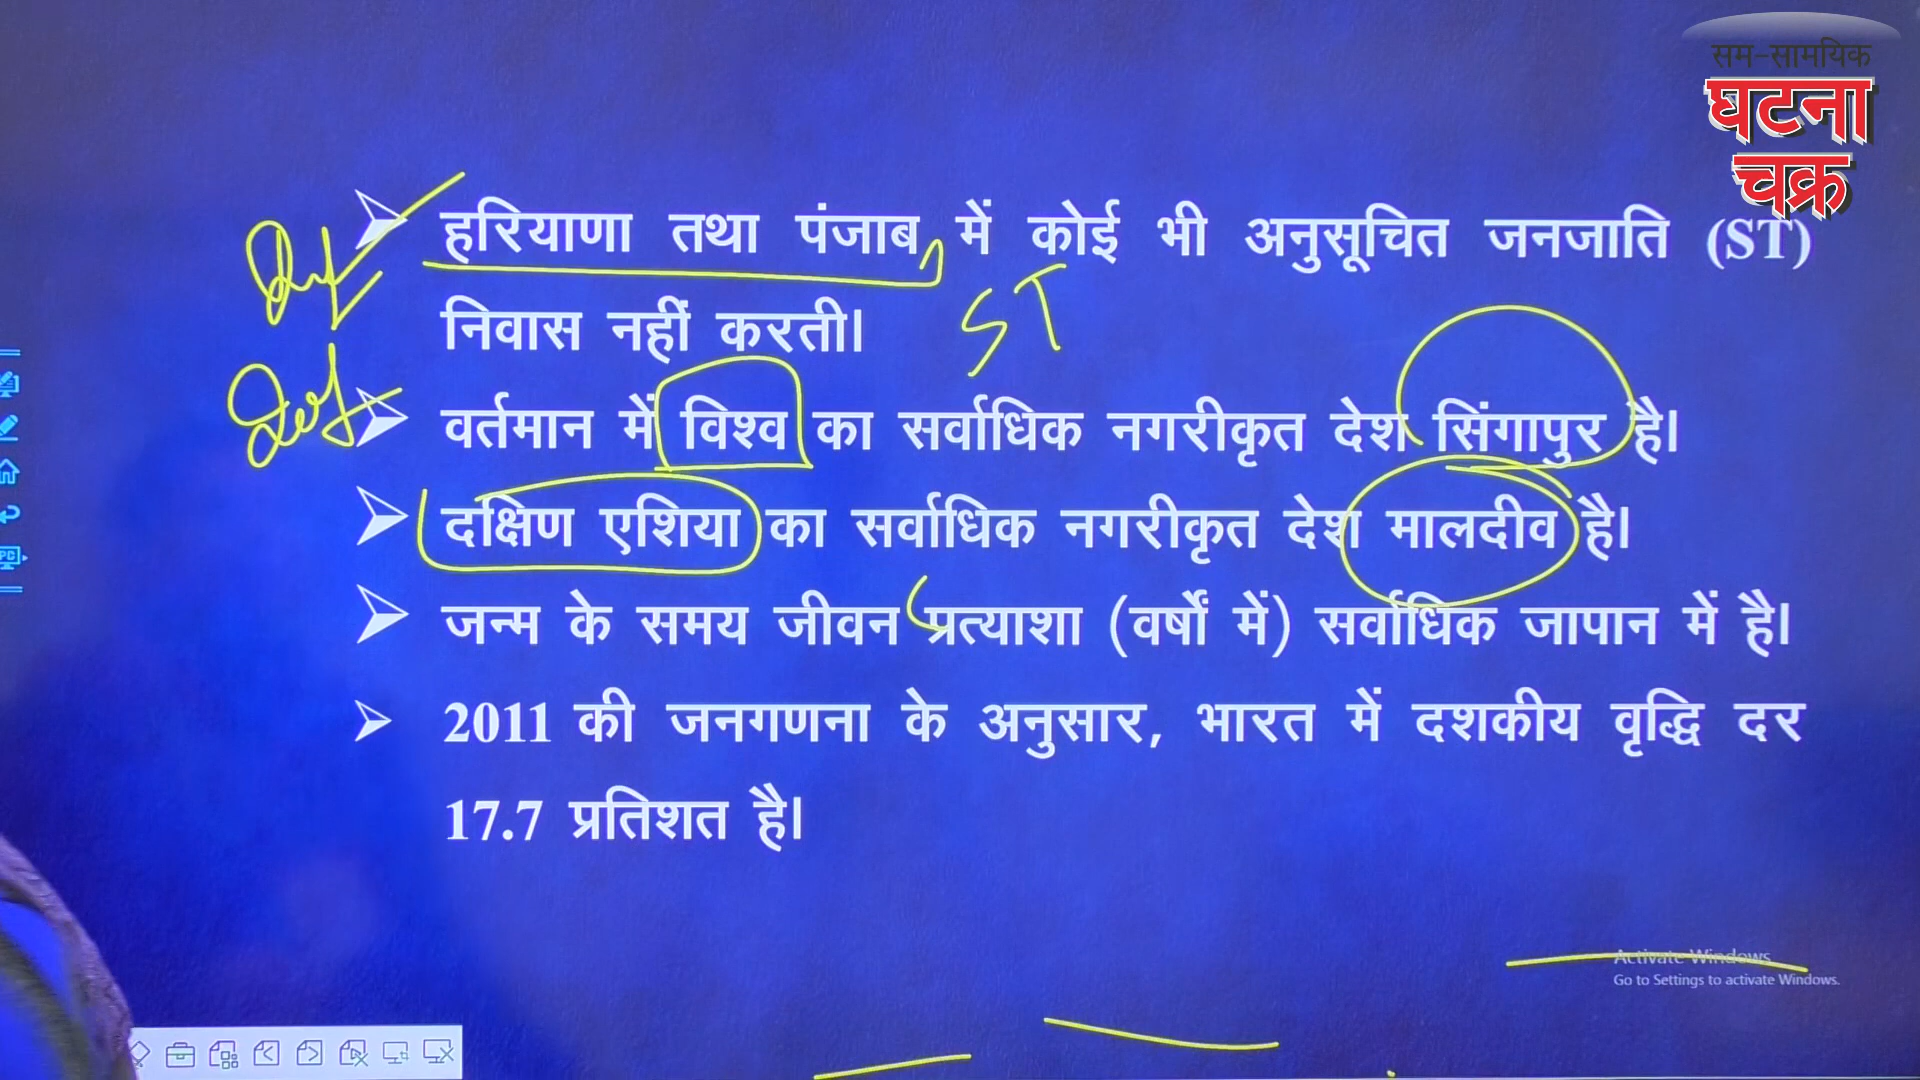 सम-सामयिक
घटना
चक्र
हरियाणा तथा पंजाब में कोई भी अनुसूचित जनजाति (ST)
निवास नहीं करती।
ST
वर्तमान में विश्व का सर्वाधिक नगरीकृत देश सिंगापुर है।
दक्षिण एशिया का सर्वाधिक नगरीकृत देश मालदीव है।
जन्म के समय जीवन प्रत्याशा (वर्षों में) सर्वाधिक जापान में है।
2011 की जनगणना के अनुसार, भारत में दशकीय वृद्धि दर
17.7 प्रतिशत है।
Activate Windows
Go to Settings to activate Windows.